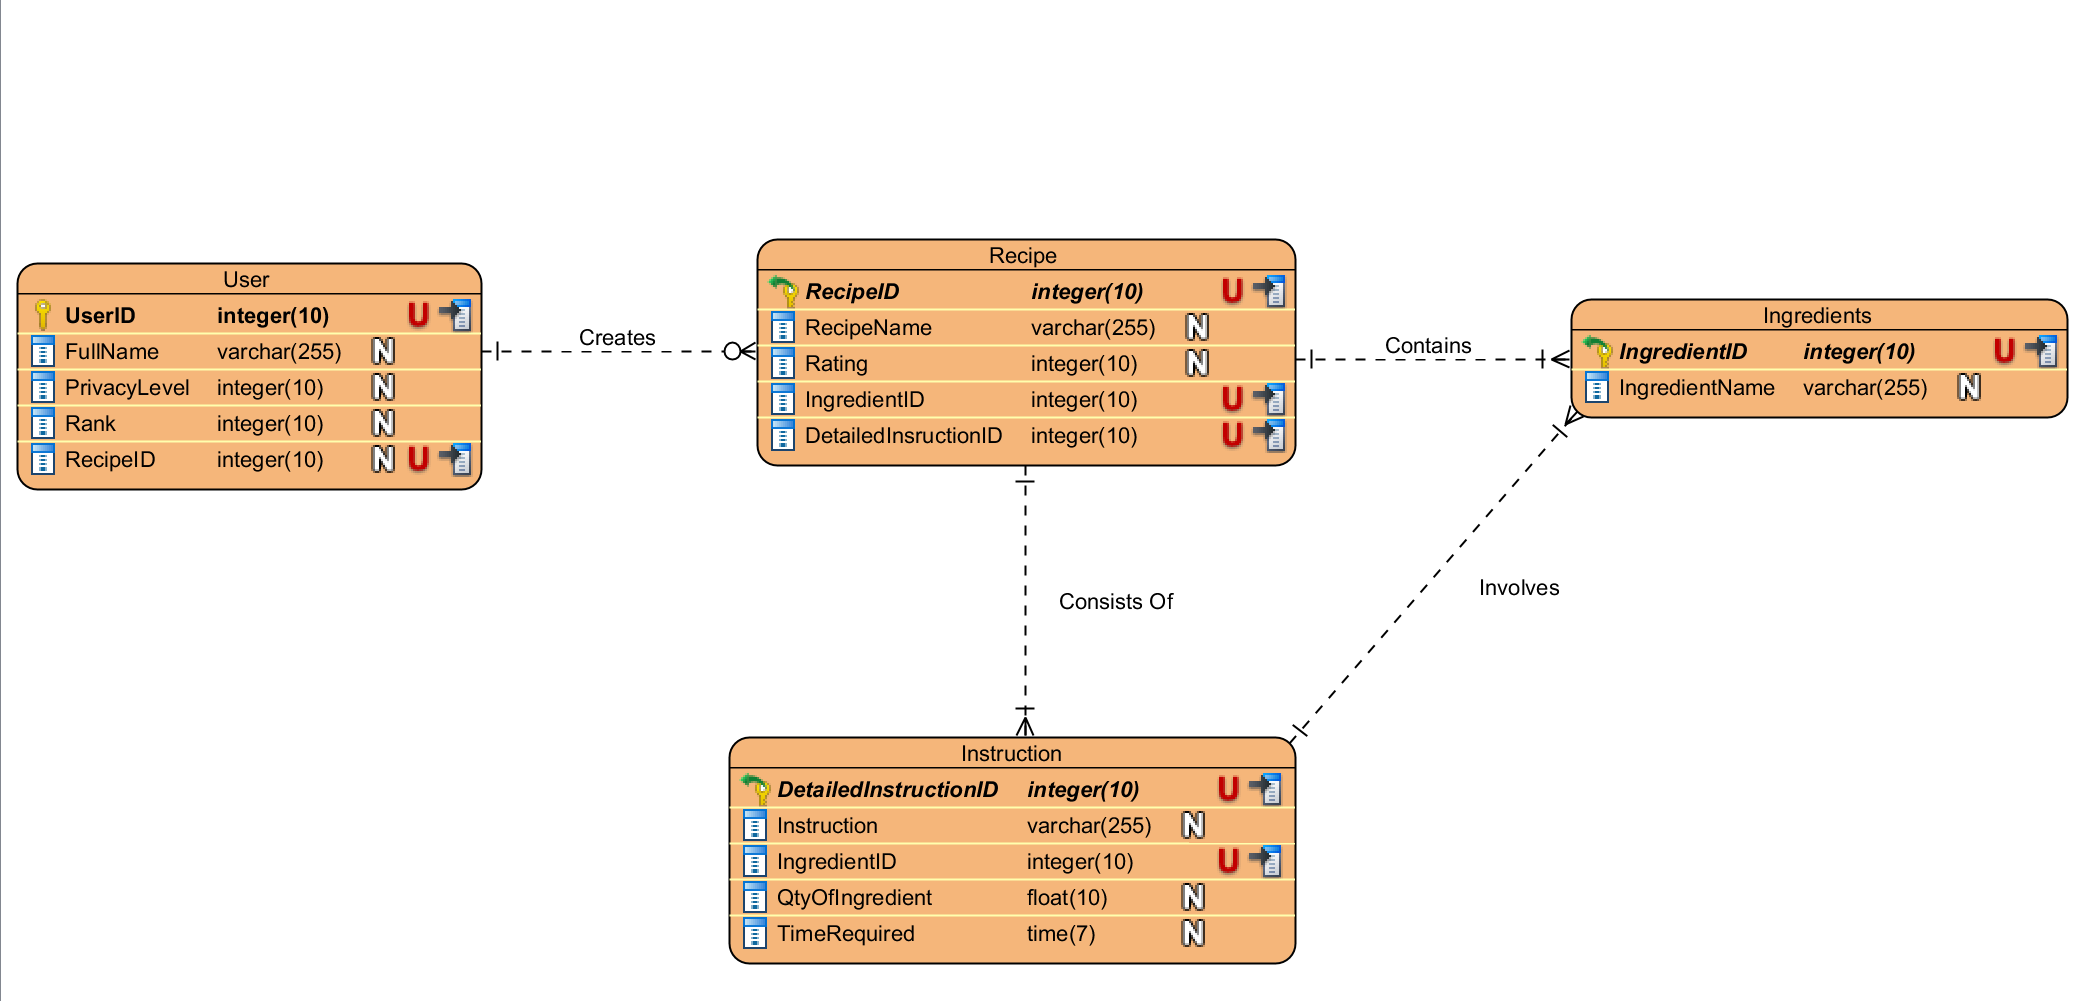 User
UserID integer(10) U
FullName varchar(255) N
PrivacyLevel integer(10) N
Rank integer(10) N
RecipeID integer(10) N U
Creates
Recipe
RecipeID integer(10) U
RecipeName varchar(255) N
Rating integer(10) N
IngredientID integer(10) U
DetailedInsructionID integer(10) U
Contains
Ingredients
IngredientID integer(10) U
IngredientName varchar(255) N
Consists Of
Involves
Instruction
DetailedInstructionID integer(10) U
Instruction varchar(255) N
IngredientID integer(10) U
QtyOfIngredient float(10) N
TimeRequired time(7) N